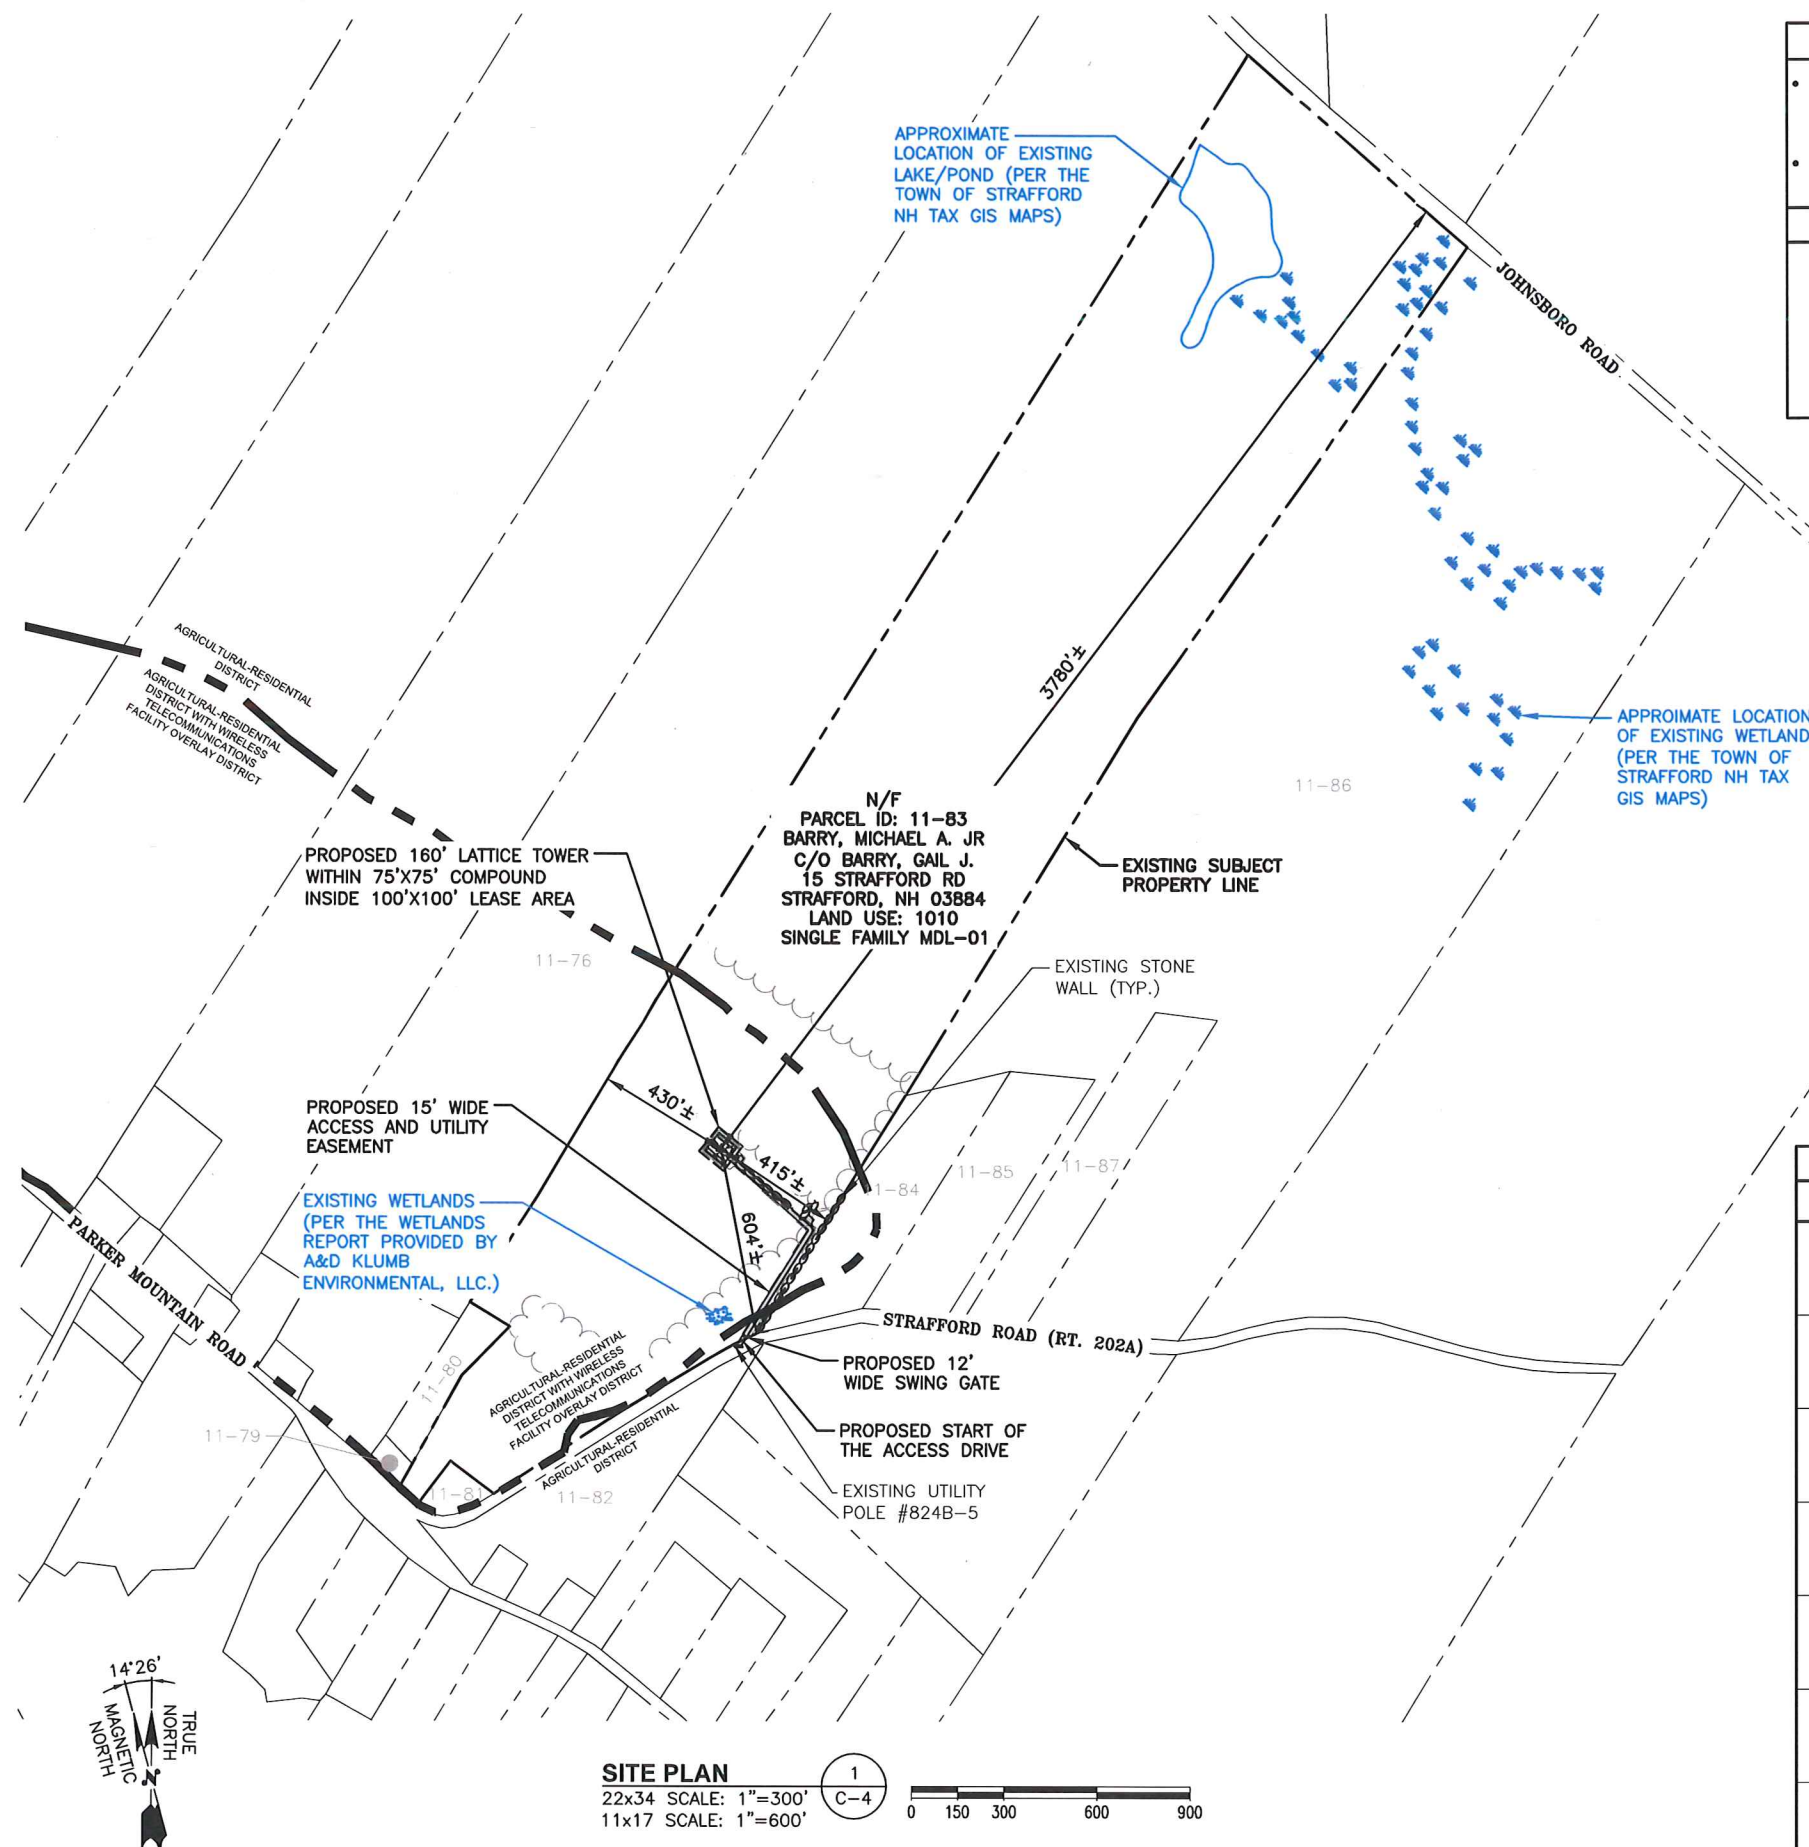 APPROXIMATE
LOCATION OF EXISTING
LAKE/POND (PER THE
TOWN OF STRAFFORD
NH TAX GIS MAPS)
JOHNSBORO ROAD
3780'±
AGRICULTURAL-RESIDENTIAL
DISTRICT
AGRICULTURAL-RESIDENTIAL
DISTRICT WITH WIRELESS
TELECOMMUNICATIONS
FACILITY OVERLAY DISTRICT
APPROIMATE LOCATION
OF EXISTING WETLAND
(PER THE TOWN OF
STRAFFORD NH TAX
GIS MAPS)
11-86
N/F
PARCEL ID: 11-83
BARRY, MICHAEL A. JR
C/O BARRY, GAIL J.
15 STRAFFORD RD
STRAFFORD, NH 03884
LAND USE: 1010
SINGLE FAMILY MDL-01
PROPOSED 160' LATTICE TOWER
WITHIN 75'X75' COMPOUND
INSIDE 100'X100' LEASE AREA
EXISTING SUBJECT
PROPERTY LINE
11-76
EXISTING STONE
WALL (TYP.)
430'±
PROPOSED 15' WIDE
ACCESS AND UTILITY
EASEMENT
415'±
11-84
11-85
11-87
EXISTING WETLANDS
(PER THE WETLANDS
REPORT PROVIDED BY
A&D KLUMB
ENVIRONMENTAL, LLC.)
604'±
PARKER MOUNTAIN ROAD
STRAFFORD ROAD (RT. 202A)
PROPOSED 12'
WIDE SWING GATE
11-80
AGRICULTURAL-RESIDENTIAL
DISTRICT WITH WIRELESS
TELECOMMUNICATIONS
FACILITY OVERLAY DISTRICT
AGRICULTURAL-RESIDENTIAL
DISTRICT
PROPOSED START OF
THE ACCESS DRIVE
11-79
11-81
11-82
EXISTING UTILITY
POLE #824B-5
14°26'
TRUE
NORTH
MAGNETIC
NORTH
N
SITE PLAN
22x34 SCALE: 1"=300'
11x17 SCALE: 1"=600'
1
C-4
0 150 300 600 900